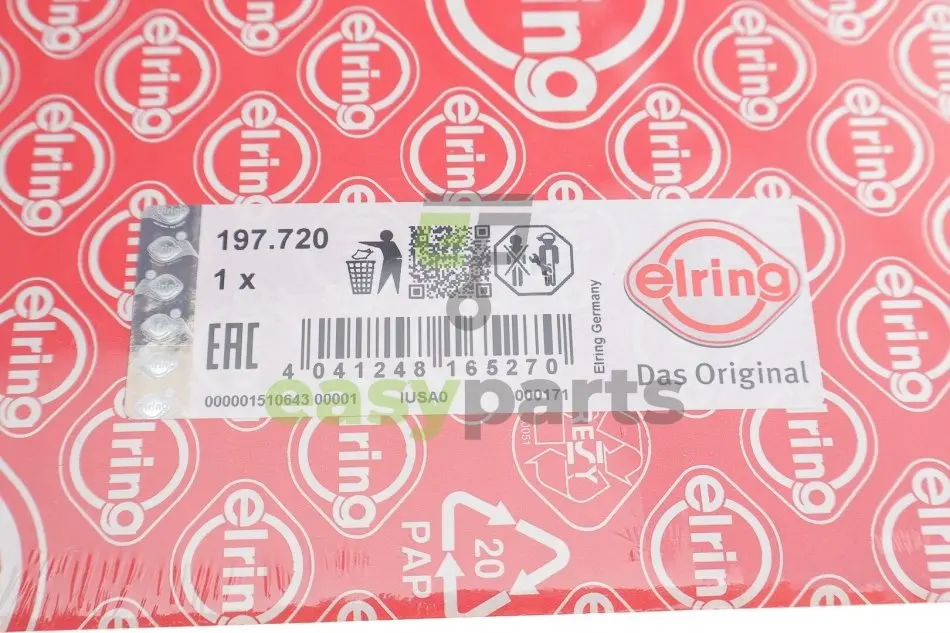 elring
197.720
1 x
EAC
4 041248 165270
000001510643 00001 IUSA0 000171
Elring Germany
elring
Das Original
easyparts
RESY
20
PAP